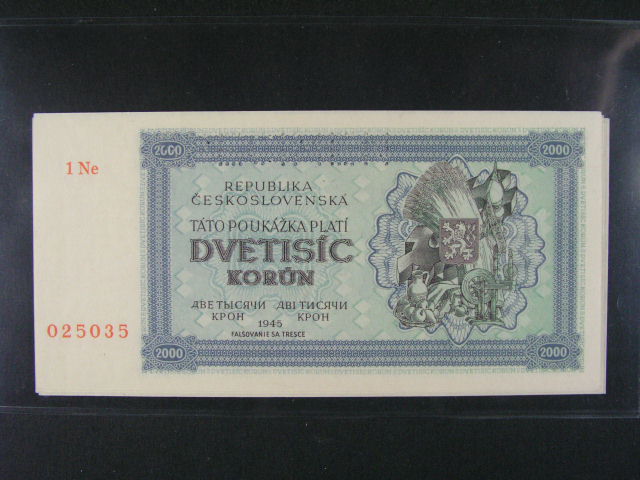 2000 2000
1 Ne
REPUBLIKA
ČESKOSLOVENSKÁ
TÁTO POUKÁŽKA PLATÍ
DVETISÍC
KORÚN
ДВЕ ТЫСЯЧИ ДВІ ТИСЯЧИ
КРОН КРОН
1945
FALŠOVANIE SA TRESCE
025035
2000 2000